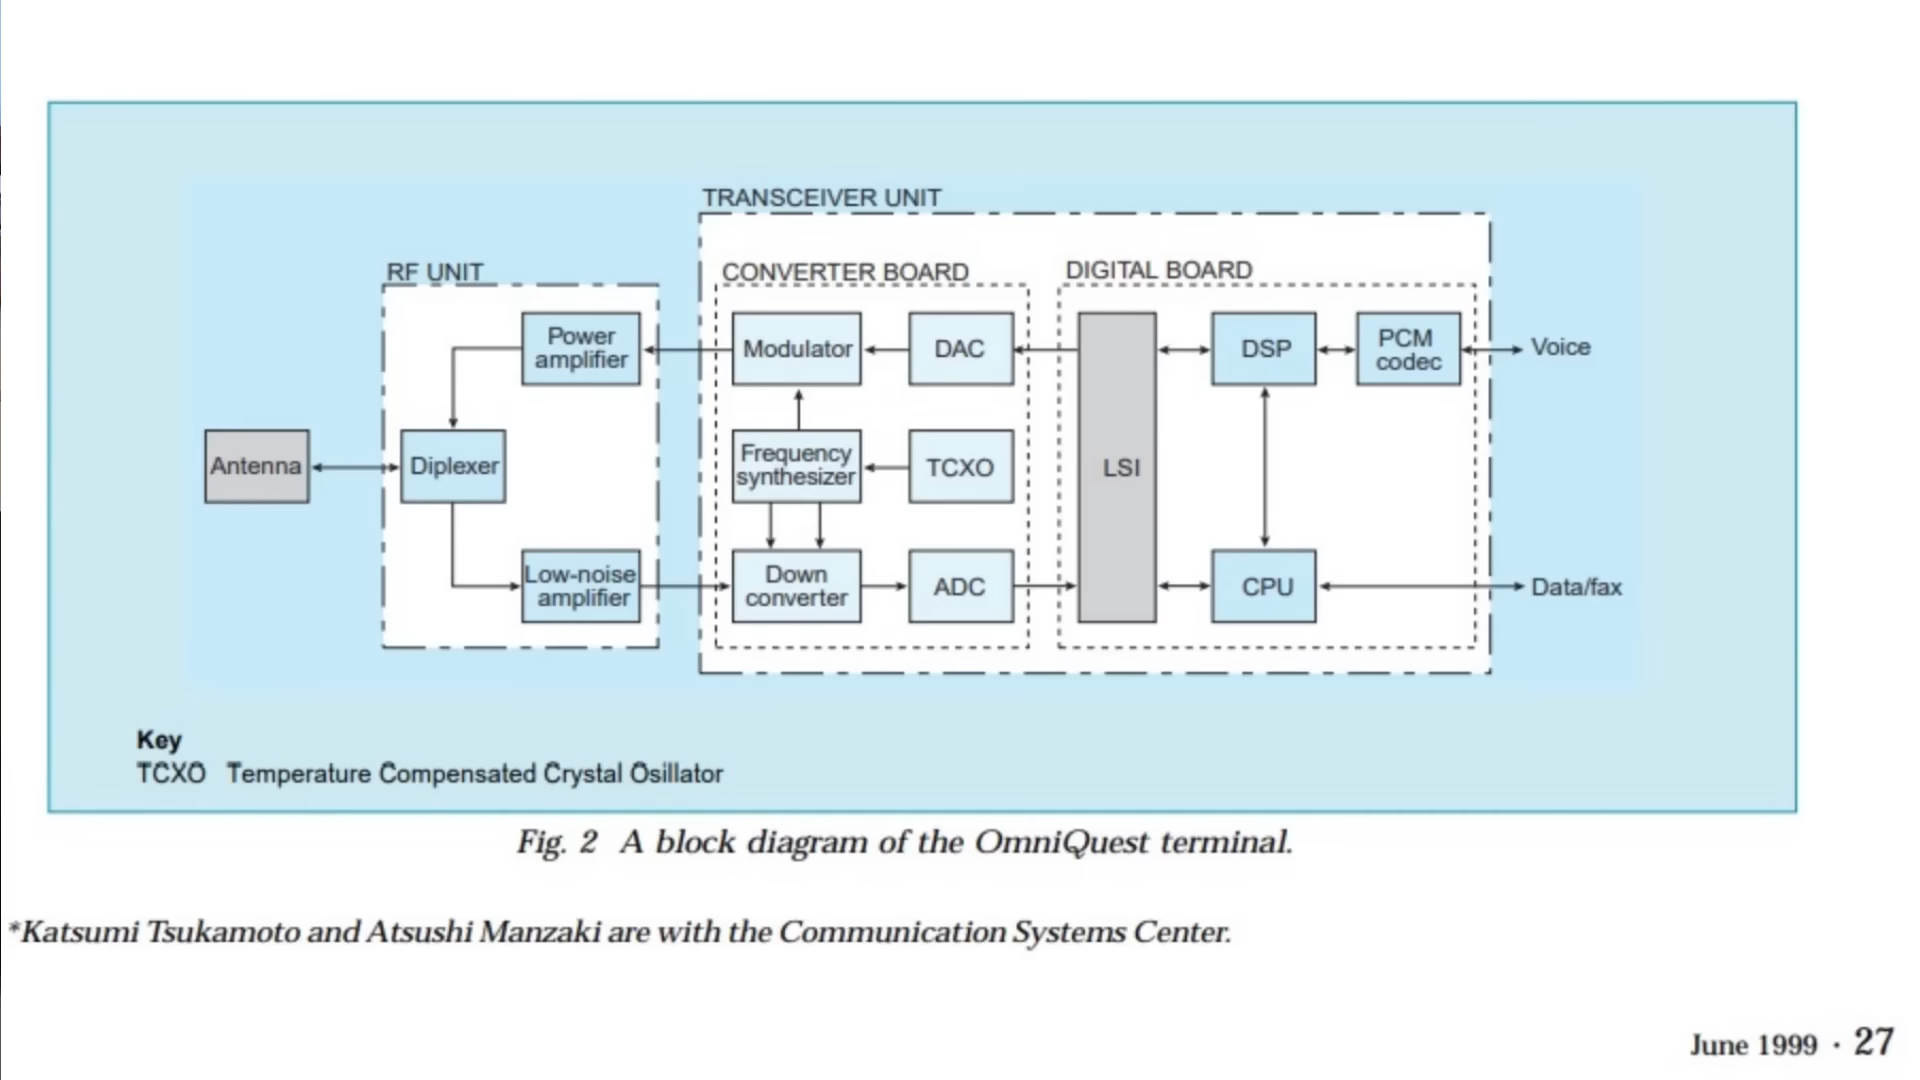 TRANSCEIVER UNIT
RF UNIT
CONVERTER BOARD
DIGITAL BOARD
Power
amplifier
Modulator
DAC
DSP
PCM
codec
Voice
Antenna
Diplexer
Frequency
synthesizer
TCXO
LSI
Low-noise
amplifier
Down
converter
ADC
CPU
Data/fax
Key
TCXO Temperature Compensated Crystal Osillator
Fig. 2 A block diagram of the OmniQuest terminal.
*Katsumi Tsukamoto and Atsushi Manzaki are with the Communication Systems Center.
June 1999 · 27